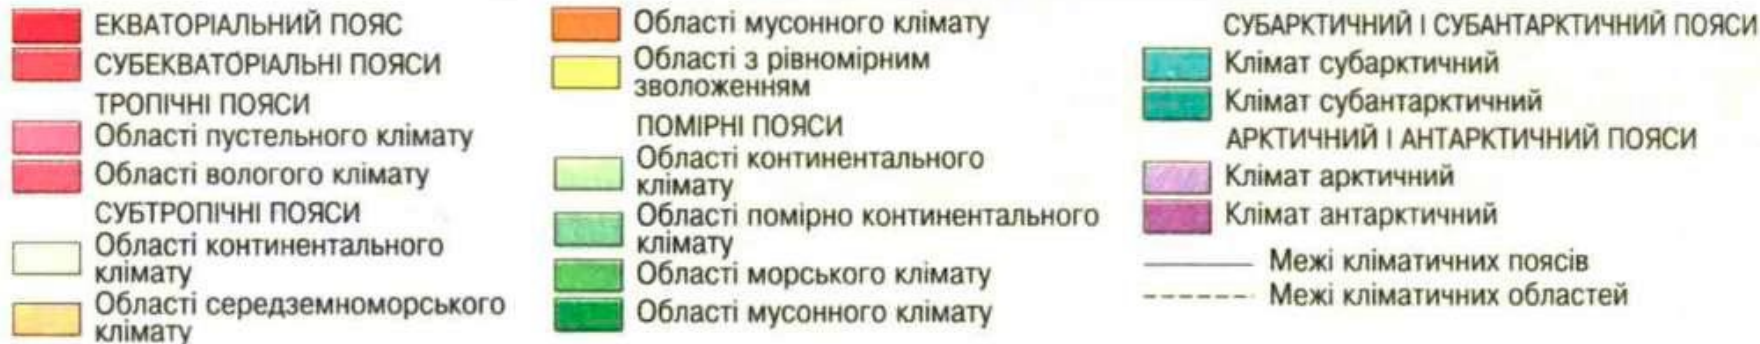 ЕКВАТОРІАЛЬНИЙ ПОЯС
СУБЕКВАТОРІАЛЬНІ ПОЯСИ
ТРОПІЧНІ ПОЯСИ
Області пустельного клімату
Області вологого клімату
СУБТРОПІЧНІ ПОЯСИ
Області континентального
клімату
Області середземноморського
клімату
Області мусонного клімату
Області з рівномірним
зволоженням
ПОМІРНІ ПОЯСИ
Області континентального
клімату
Області помірно континентального
клімату
Області морського клімату
Області мусонного клімату
СУБАРКТИЧНИЙ І СУБАНТАРКТИЧНИЙ ПОЯСИ
Клімат субарктичний
Клімат субантарктичний
АРКТИЧНИЙ І АНТАРКТИЧНИЙ ПОЯСИ
Клімат арктичний
Клімат антарктичний
Межі кліматичних поясів
Межі кліматичних областей